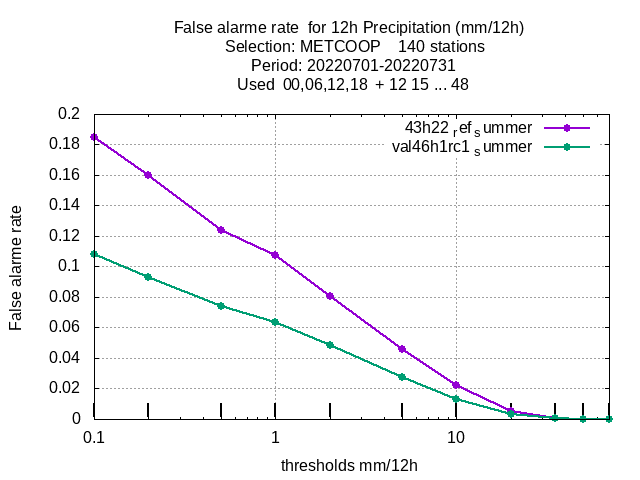 False alarme rate  for 12h Precipitation (mm/12h)
Selection: METCOOP    140 stations
Period: 20220701-20220731
Used  00,06,12,18  + 12 15 ... 48
43h22 ref summer
val46h1rc1 summer
0.2
0.18
0.16
0.14
0.12
0.1
0.08
0.06
0.04
0.02
0
False alarme rate
0.1 1 10
thresholds mm/12h